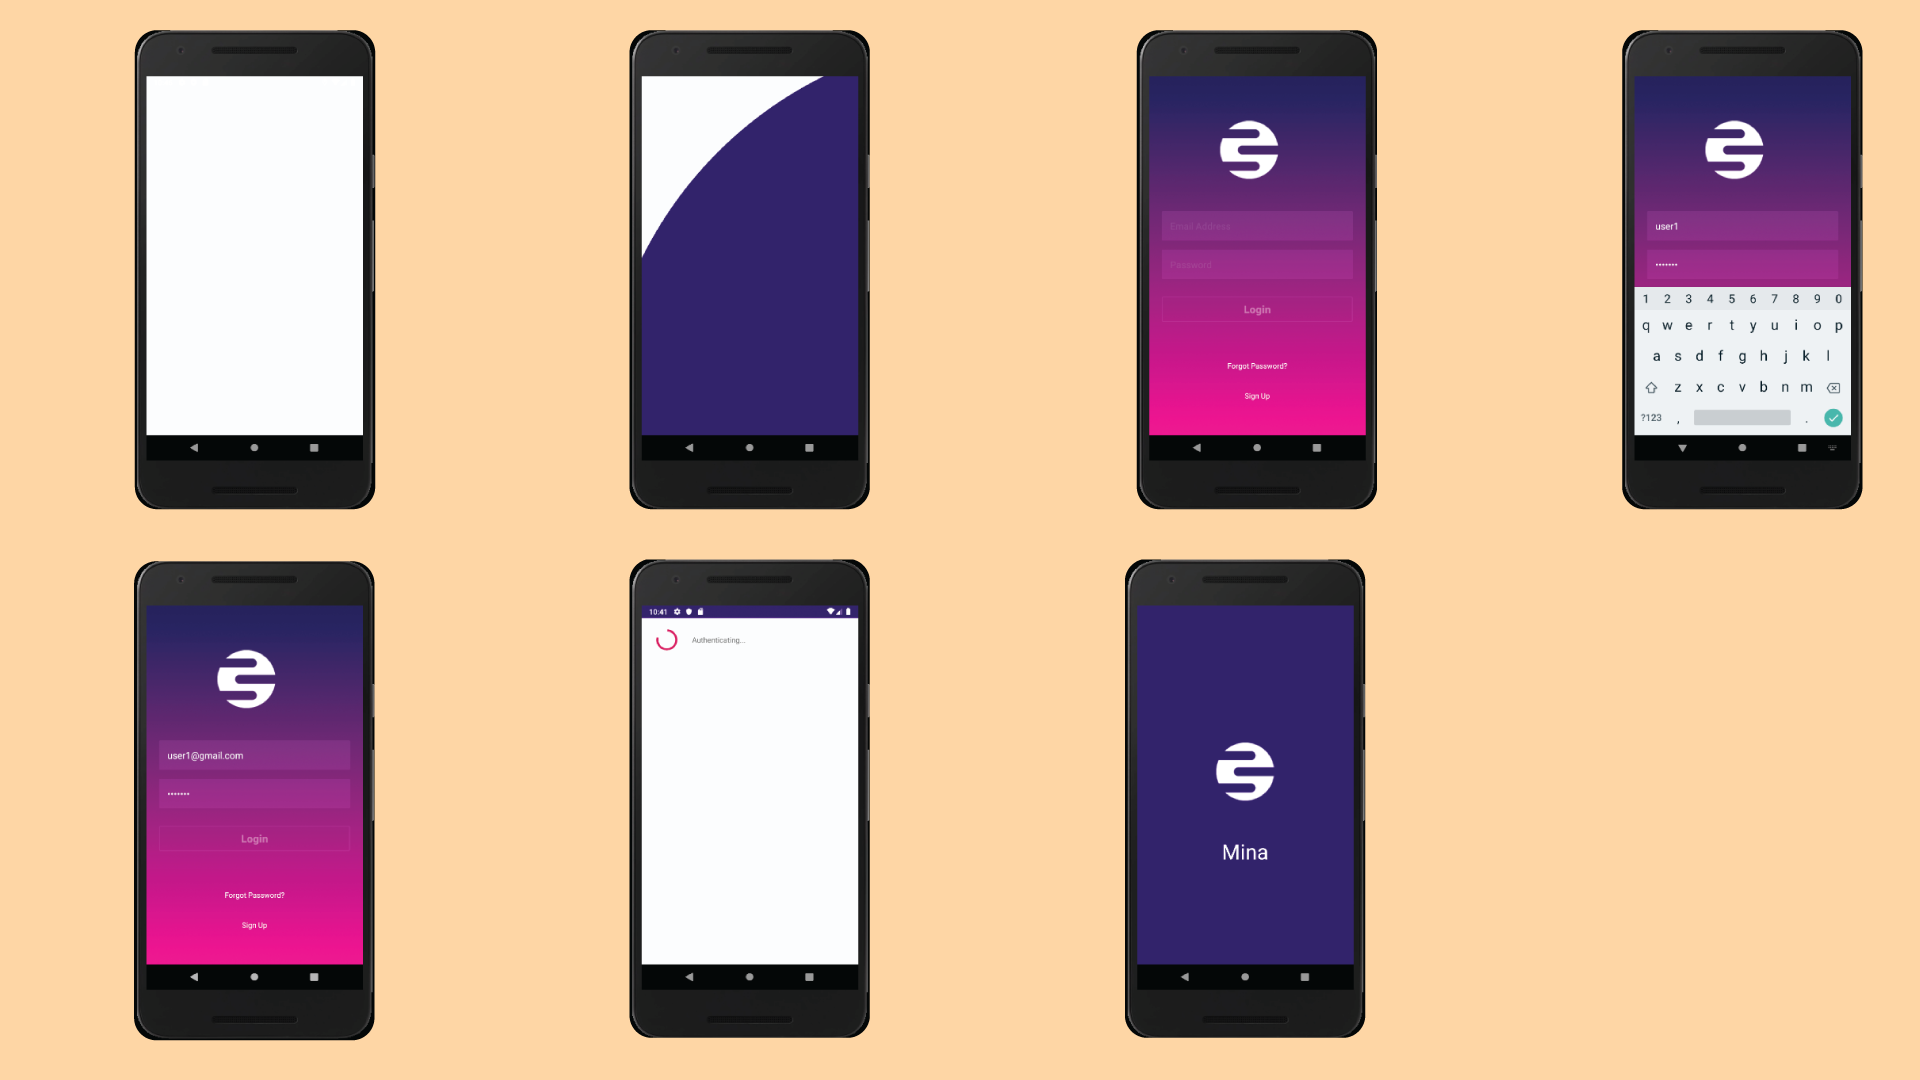 Email Address
Password
Login
Forgot Password?
Sign Up
user1
•••••••
1 2 3 4 5 6 7 8 9 0
q w e r t y u i o p
a s d f g h j k l
z x c v b n m
?123 , .
user1@gmail.com
•••••••
Login
Forgot Password?
Sign Up
10:41
Authenticating...
Mina